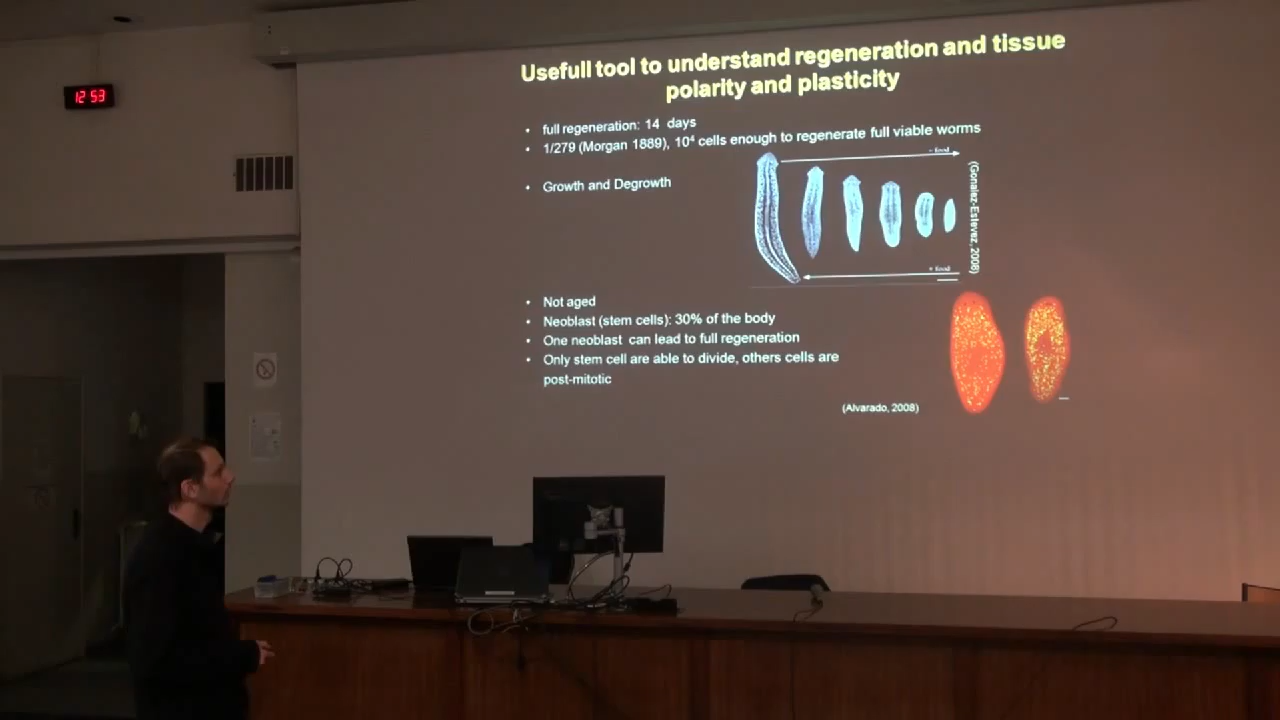 12 53
Usefull tool to understand regeneration and tissue
polarity and plasticity
• full regeneration: 14 days
• 1/279 (Morgan 1889), 10⁴ cells enough to regenerate full viable worms
– food
• Growth and Degrowth
(Gonalez-Estevez, 2008)
+ food
• Not aged
• Neoblast (stem cells): 30% of the body
• One neoblast can lead to full regeneration
• Only stem cell are able to divide, others cells are
post-mitotic
(Alvarado, 2008)